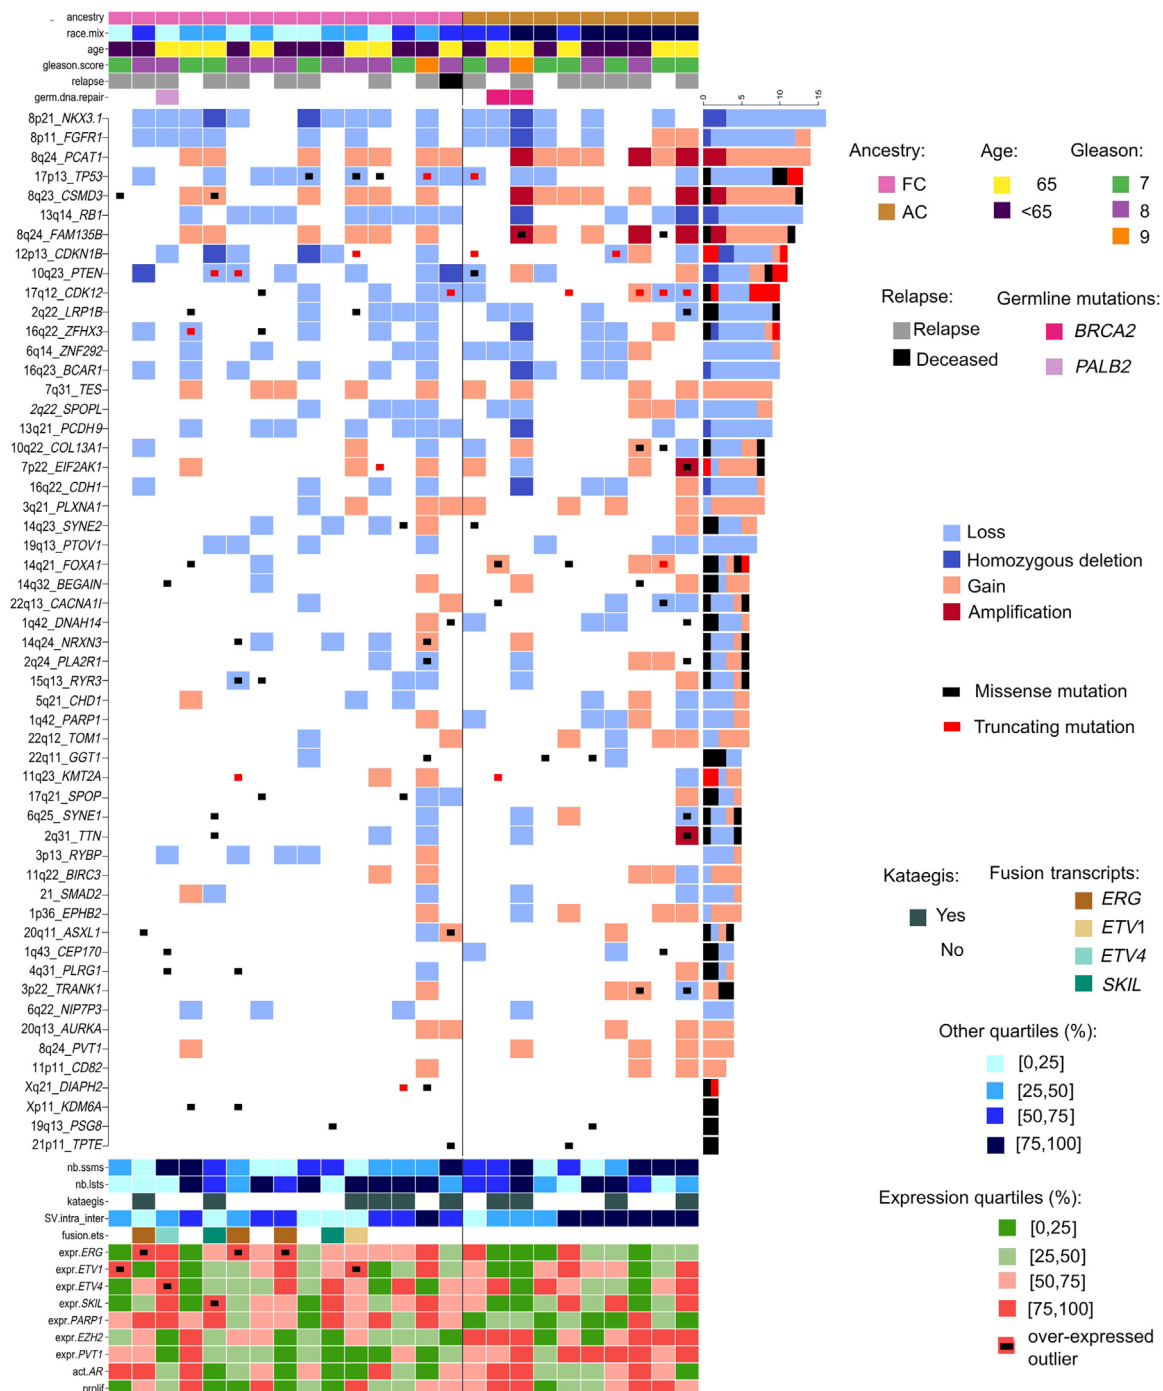 ancestry
race.mix
age
gleason.score
relapse
germ.dna.repair
0 5 10 15
8p21_NKX3.1
8p11_FGFR1
8q24_PCAT1
17p13_TP53
8q23_CSMD3
13q14_RB1
8q24_FAM135B
12p13_CDKN1B
10q23_PTEN
17q12_CDK12
2q22_LRP1B
16q22_ZFHX3
6q14_ZNF292
16q23_BCAR1
7q31_TES
2q22_SPOPL
13q21_PCDH9
10q22_COL13A1
7p22_EIF2AK1
16q22_CDH1
3q21_PLXNA1
14q23_SYNE2
19q13_PTOV1
14q21_FOXA1
14q32_BEGAIN
22q13_CACNA1I
1q42_DNAH14
14q24_NRXN3
2q24_PLA2R1
15q13_RYR3
5q21_CHD1
1q42_PARP1
22q12_TOM1
22q11_GGT1
11q23_KMT2A
17q21_SPOP
6q25_SYNE1
2q31_TTN
3p13_RYBP
11q22_BIRC3
21_SMAD2
1p36_EPHB2
20q11_ASXL1
1q43_CEP170
4q31_PLRG1
3p22_TRANK1
6q22_NIP7P3
20q13_AURKA
8q24_PVT1
11p11_CD82
Xq21_DIAPH2
Xp11_KDM6A
19q13_PSG8
21p11_TPTE
nb.ssms
nb.lsts
kataegis
SV.intra_inter
fusion.ets
expr.ERG
expr.ETV1
expr.ETV4
expr.SKIL
expr.PARP1
expr.EZH2
expr.PVT1
act.AR
prolif
Ancestry: Age: Gleason:
FC 65 7
AC <65 8
9
Relapse: Germline mutations:
Relapse BRCA2
Deceased PALB2
Loss
Homozygous deletion
Gain
Amplification
Missense mutation
Truncating mutation
Kataegis: Fusion transcripts:
Yes ERG
No ETV1
ETV4
SKIL
Other quartiles (%):
[0,25]
[25,50]
[50,75]
[75,100]
Expression quartiles (%):
[0,25]
[25,50]
[50,75]
[75,100]
over-expressed
outlier